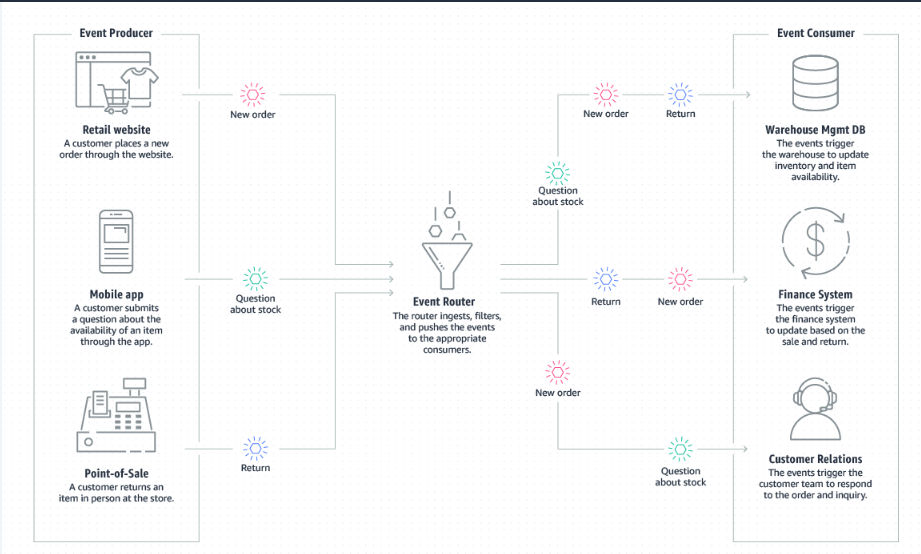 Event Producer
Retail website
A customer places a new
order through the website.
Mobile app
A customer submits
a question about the
availability of an item
through the app.
Point-of-Sale
A customer returns an
item in person at the store.
New order
Question
about stock
Return
Event Router
The router ingests, filters,
and pushes the events
to the appropriate
consumers.
New order
Return
Question
about stock
Return
New order
New order
Question
about stock
Event Consumer
Warehouse Mgmt DB
The events trigger
the warehouse to update
inventory and item
availability.
Finance System
The events trigger
the finance system
to update based on the
sale and return.
Customer Relations
The events trigger the
customer team to respond
to the order and inquiry.